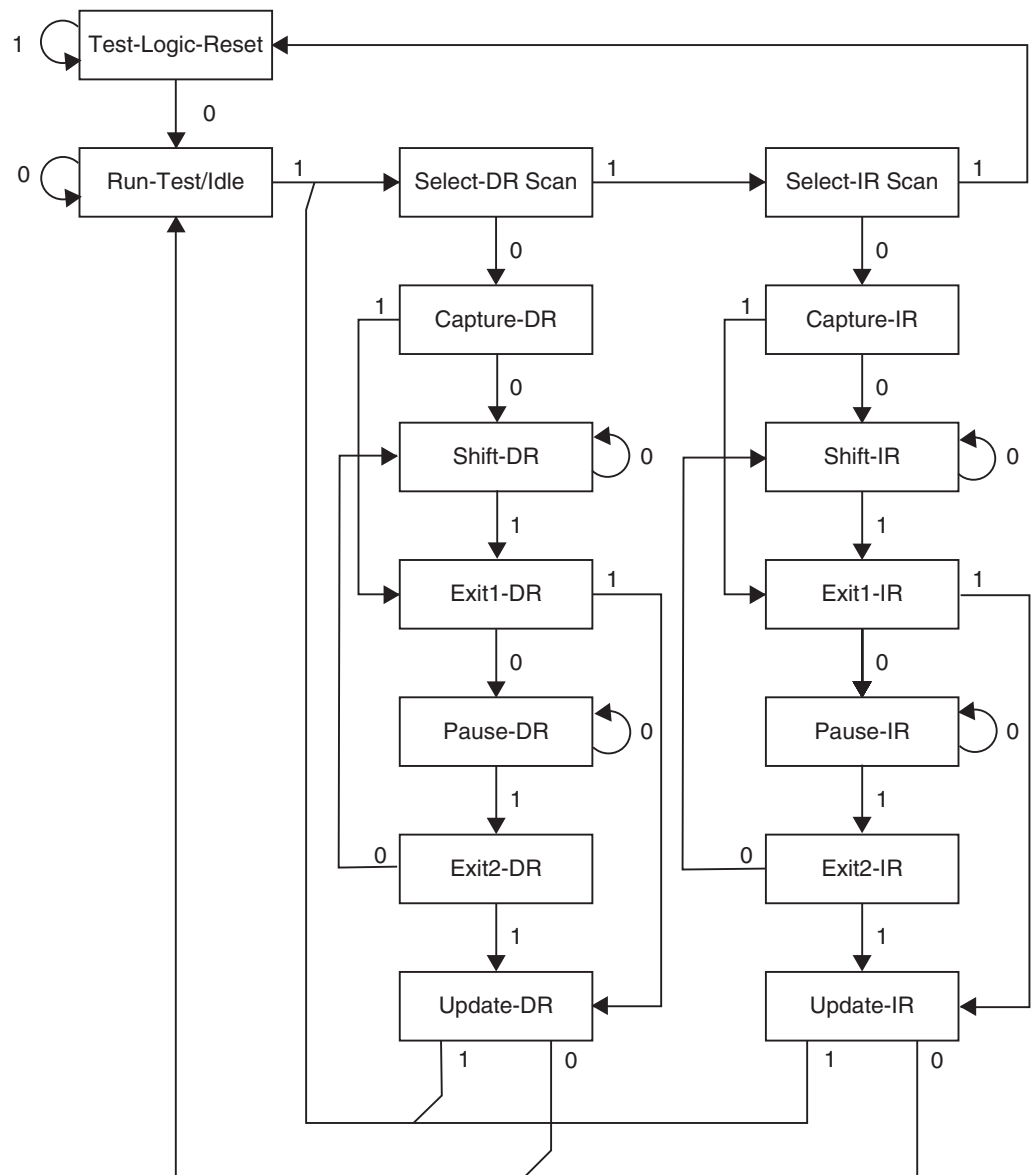 1
Test-Logic-Reset
0
0
Run-Test/Idle
1
Select-DR Scan
1
Select-IR Scan
1
0
0
1
Capture-DR
1
Capture-IR
0
0
Shift-DR
0
Shift-IR
0
1
1
Exit1-DR
1
Exit1-IR
1
0
0
Pause-DR
0
Pause-IR
0
1
1
0
Exit2-DR
0
Exit2-IR
1
1
Update-DR
Update-IR
1
0
1
0